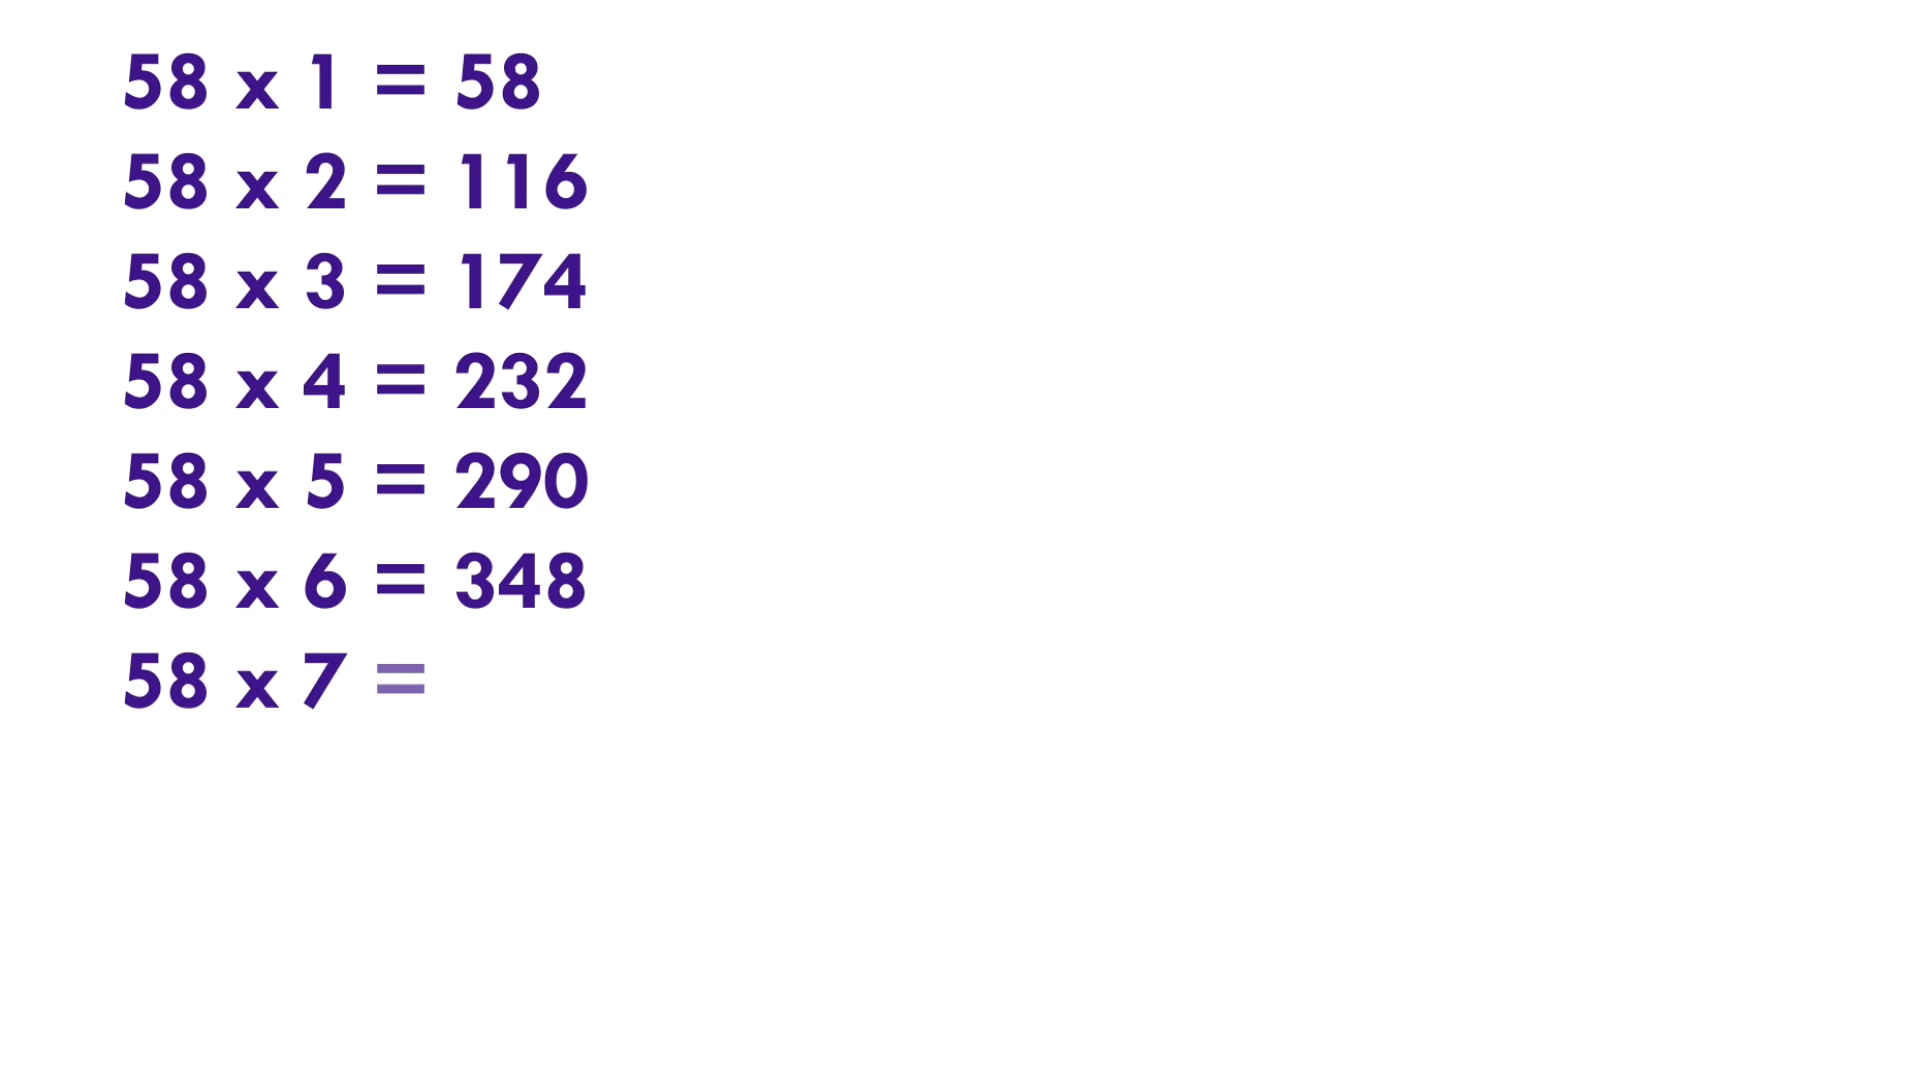 58 x 1 = 58
58 x 2 = 116
58 x 3 = 174
58 x 4 = 232
58 x 5 = 290
58 x 6 = 348
58 x 7 =